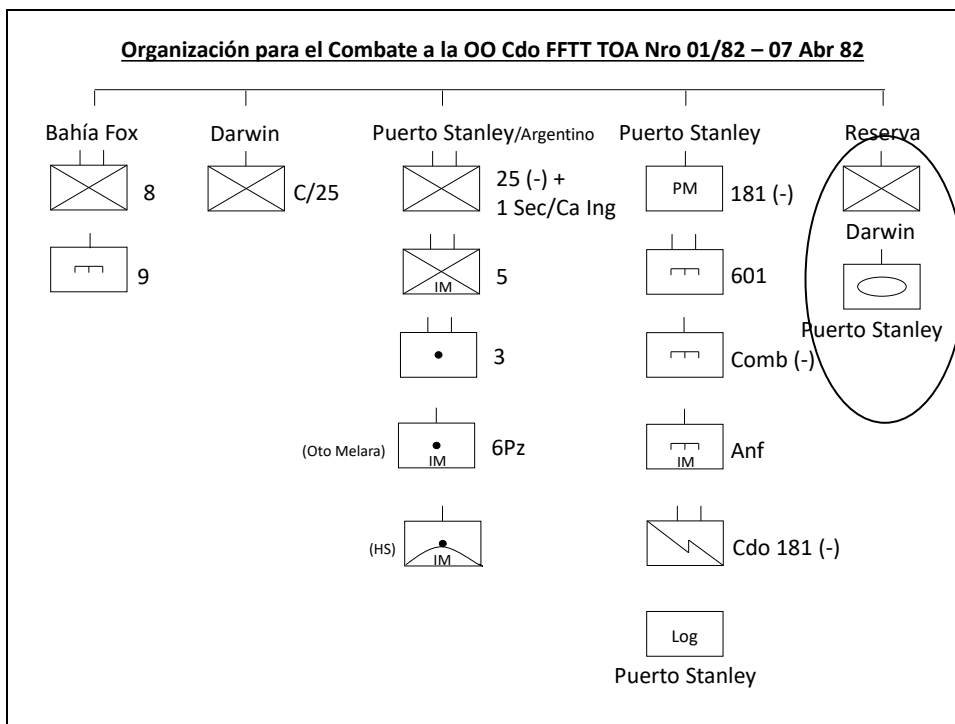 Organización para el Combate a la OO Cdo FFTT TOA Nro 01/82 – 07 Abr 82
Bahía Fox
8
9
Darwin
C/25
Puerto Stanley/Argentino
25 (-) +
1 Sec/Ca Ing
IM
5
3
(Oto Melara)
IM
6Pz
(HS)
IM
Puerto Stanley
PM
181 (-)
601
Comb (-)
IM
Anf
Cdo 181 (-)
Log
Puerto Stanley
Reserva
Darwin
Puerto Stanley